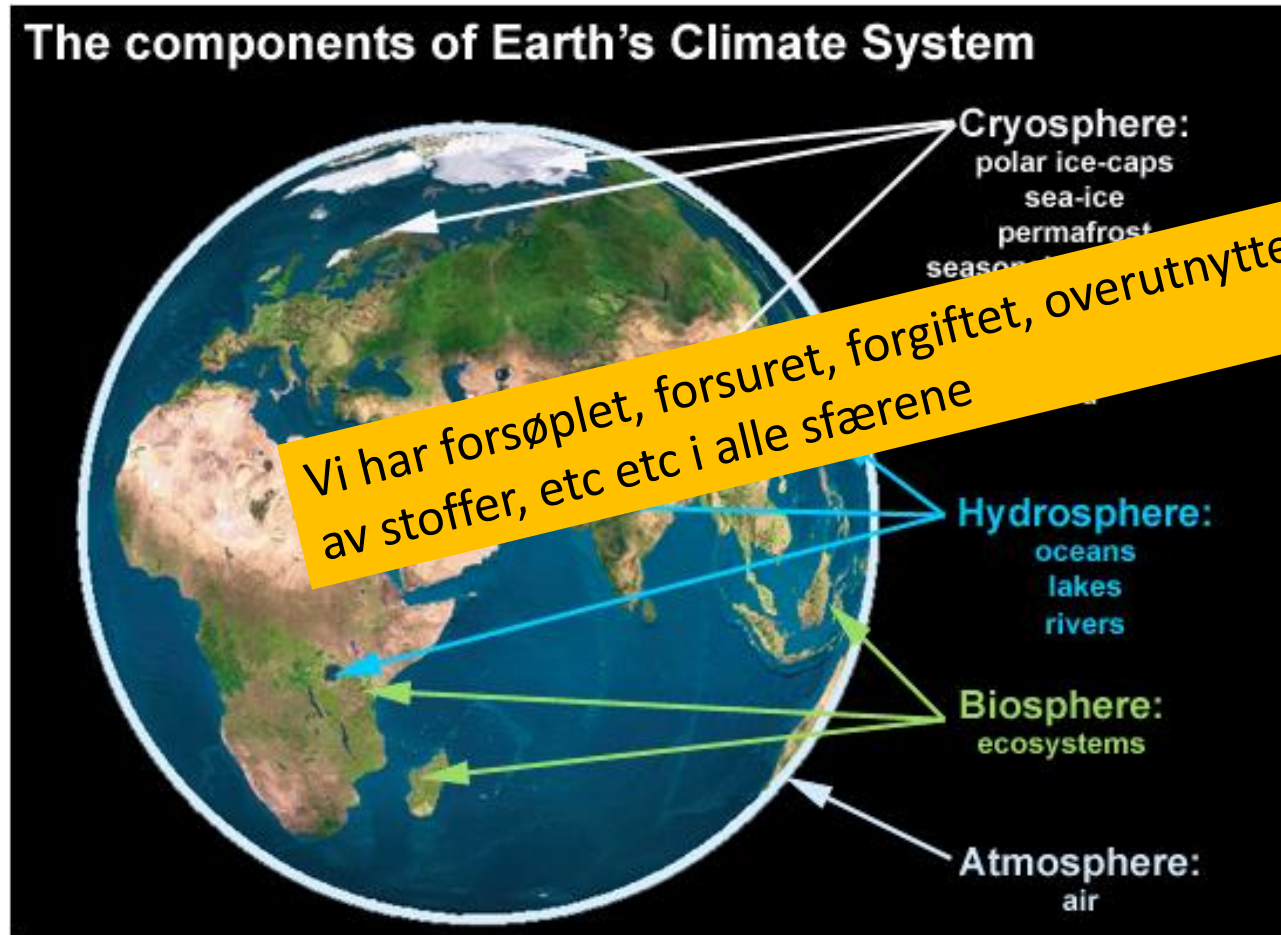 The components of Earth's Climate System
Cryosphere:
polar ice-caps
sea-ice
permafrost
Vi har forsøplet, forsuret, forgiftet, overutnytte
av stoffer, etc etc i alle sfærene
Hydrosphere:
oceans
lakes
rivers
Biosphere:
ecosystems
Atmosphere:
air